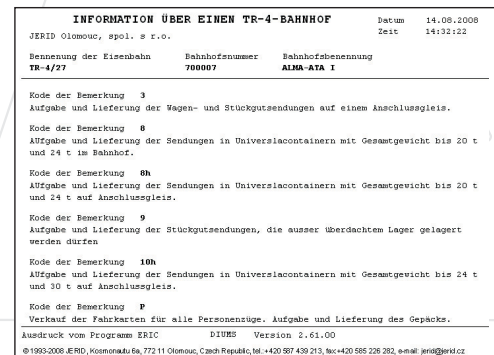 INFORMATION ÜBER EINEN TR-4-BAHNHOF Datum 14.08.2008
JERID Olomouc, spol. s r.o. Zeit 14:32:22
Bennenung der Eisenbahn Bahnhofsnummer Bahnhofsbenennung
TR-4/27 700007 ALMA-ATA I
Kode der Bemerkung 3
Aufgabe und Lieferung der Wagen- und Stückgutsendungen auf einem Anschlussgleis.
Kode der Bemerkung 8
Aufgabe und Lieferung der Sendungen in Universlacontainern mit Gesamtgewicht bis 20 t
und 24 t im Bahnhof.
Kode der Bemerkung 8h
AUfgabe und Lieferung der Sendungen in Universlacontainern mit Gesamtgewicht bis 20 t
und 24 t auf Anschlussgleis.
Kode der Bemerkung 9
Aufgabe und Lieferung der Stückgutsendungen, die ausser überdachtem Lager gelagert
werden dürfen
Kode der Bemerkung 10h
AUfgabe und Lieferung der Sendungen in Universlacontainern mit Gesamtgewicht bis 24 t
und 30 t auf Anschlussgleis.
Kode der Bemerkung P
Verkauf der Fahrkarten für alle Personenzüge. Aufgabe und Lieferung des Gepäcks.
Ausdruck vom Programm ERIC DIUMS Version 2.61.00
© 1993-2008 JERID, Kosmonautu 6a, 772 11 Olomouc, Czech Republic, tel.:+420 587 439 213, fax:+420 585 226 282, e-mail: jerid@jerid.cz